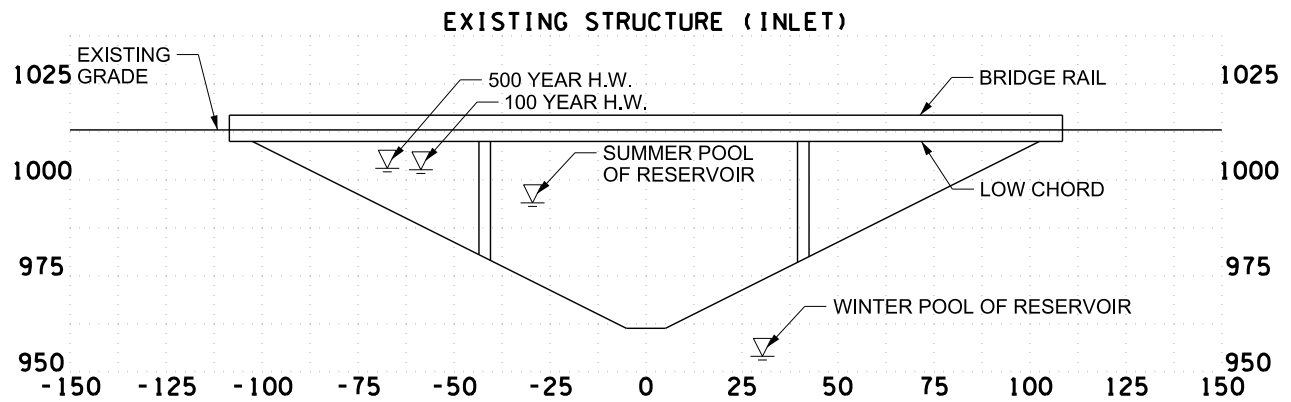 EXISTING STRUCTURE (INLET)
EXISTING
GRADE
1025
500 YEAR H.W.
100 YEAR H.W.
BRIDGE RAIL
1025
1000
SUMMER POOL
OF RESERVOIR
LOW CHORD
1000
975
975
WINTER POOL OF RESERVOIR
950
950
-150 -125 -100 -75 -50 -25 0 25 50 75 100 125 150